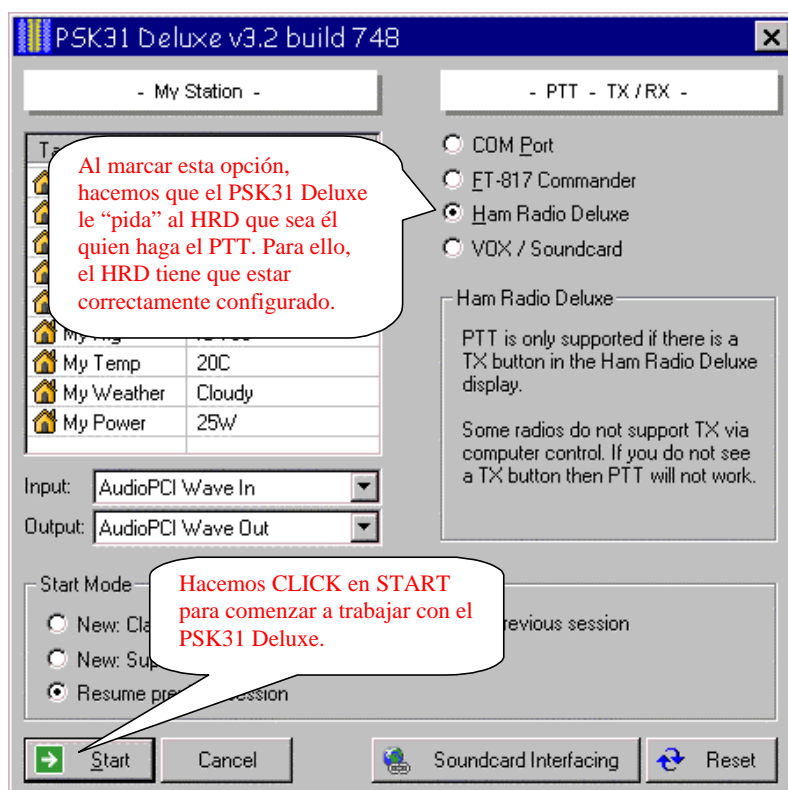 PSK31 Deluxe v3.2 build 748
- My Station -
- PTT - TX / RX -
Al marcar esta opción,
hacemos que el PSK31 Deluxe
le “pida” al HRD que sea él
quien haga el PTT. Para ello,
el HRD tiene que estar
correctamente configurado.
COM Port
FT-817 Commander
Ham Radio Deluxe
VOX / Soundcard
My Temp 20C
My Weather Cloudy
My Power 25W
Ham Radio Deluxe
PTT is only supported if there is a
TX button in the Ham Radio Deluxe
display.
Some radios do not support TX via
computer control. If you do not see
a TX button then PTT will not work.
Input: AudioPCI Wave In
Output: AudioPCI Wave Out
Start Mode
Hacemos CLICK en START
para comenzar a trabajar con el
PSK31 Deluxe.
New:
New:
Resume
session
Start
Cancel
Soundcard Interfacing
Reset